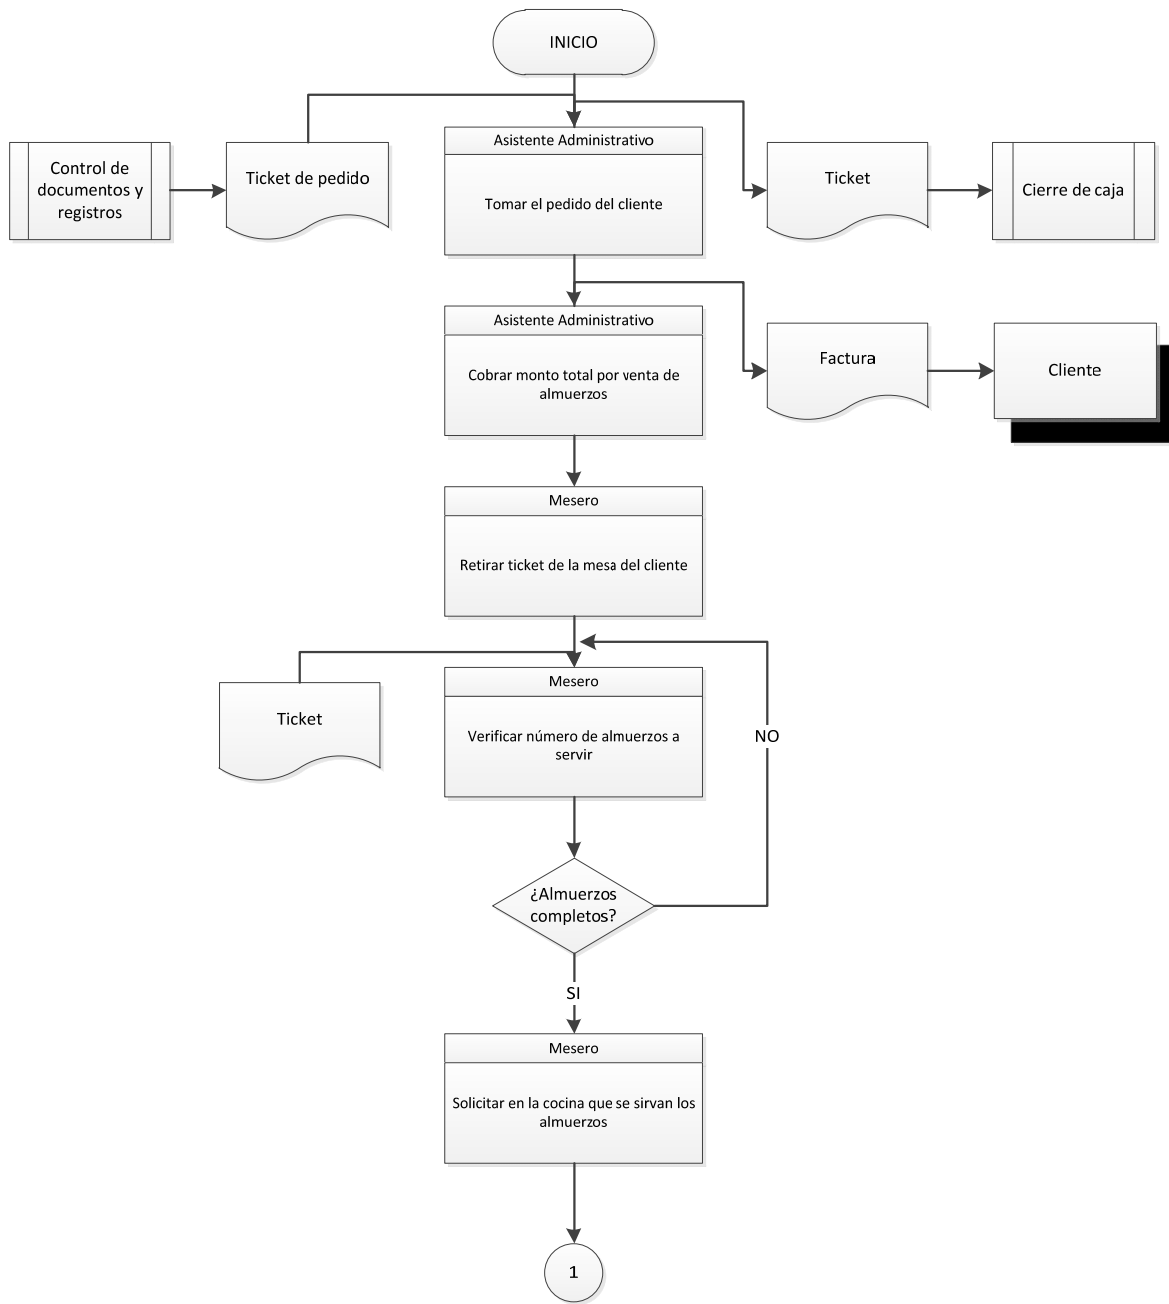 INICIO
Control de
documentos y
registros
Ticket de pedido
Asistente Administrativo
Tomar el pedido del cliente
Ticket
Cierre de caja
Asistente Administrativo
Cobrar monto total por venta de
almuerzos
Factura
Cliente
Mesero
Retirar ticket de la mesa del cliente
Ticket
Mesero
Verificar número de almuerzos a
servir
NO
¿Almuerzos
completos?
SI
Mesero
Solicitar en la cocina que se sirvan los
almuerzos
1